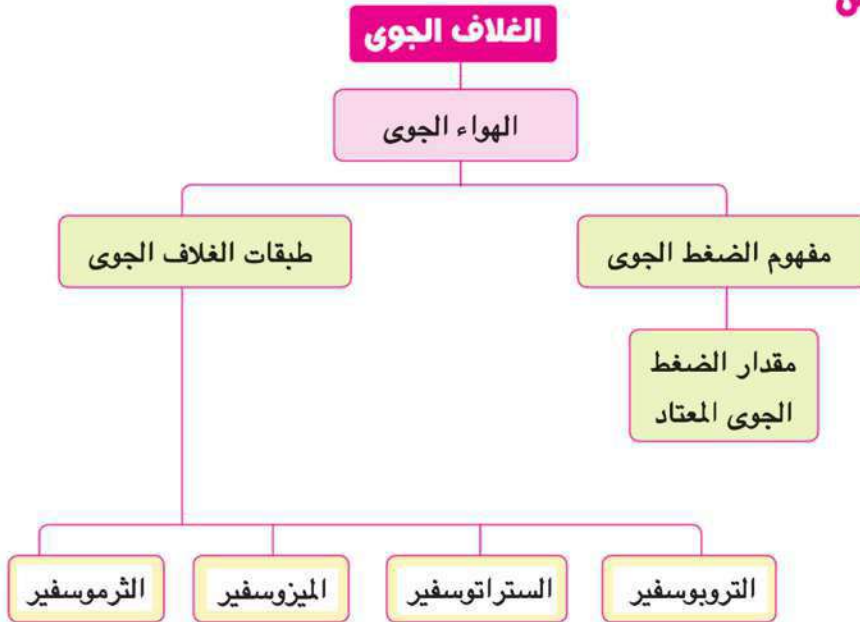 الغلاف الجوى
الهواء الجوى
مفهوم الضغط الجوى
طبقات الغلاف الجوى
مقدار الضغط
الجوى المعتاد
التروبوسفير
الستراتوسفير
الميزوسفير
الثرموسفير